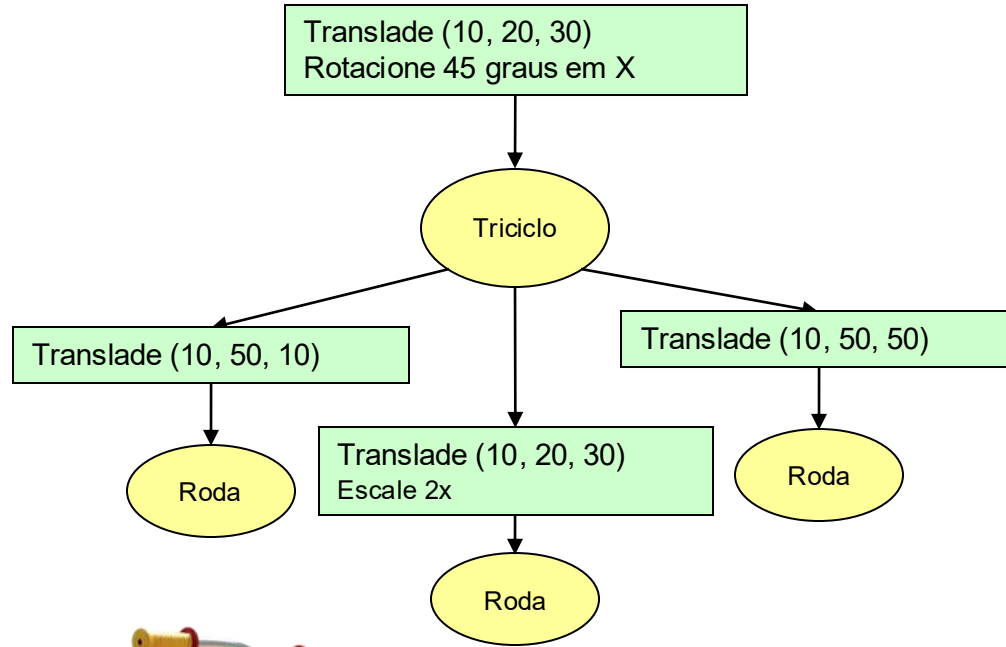 Translade (10, 20, 30)
Rotacione 45 graus em X
Triciclo
Translade (10, 50, 10)
Translade (10, 50, 50)
Roda
Translade (10, 20, 30)
Escale 2x
Roda
Roda